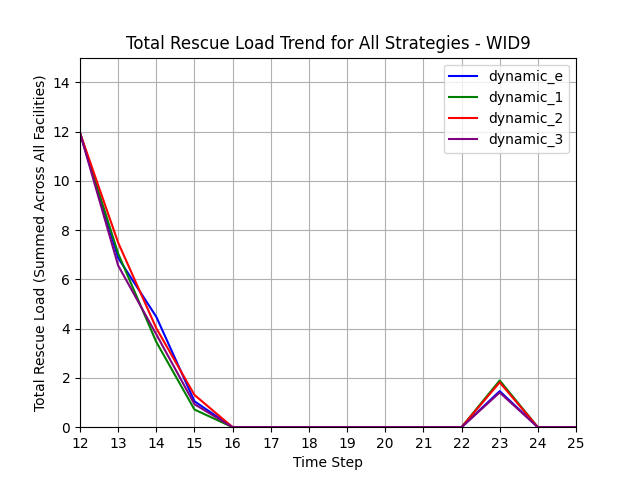 Total Rescue Load Trend for All Strategies - WID9
dynamic_e
dynamic_1
dynamic_2
dynamic_3
Total Rescue Load (Summed Across All Facilities)
14
12
10
8
6
4
2
0
12 13 14 15 16 17 18 19 20 21 22 23 24 25
Time Step